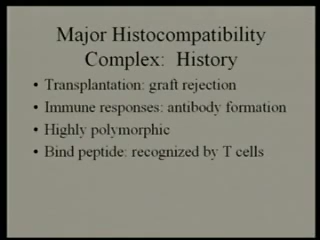 Major Histocompatibility
Complex: History
• Transplantation: graft rejection
• Immune responses: antibody formation
• Highly polymorphic
• Bind peptide: recognized by T cells